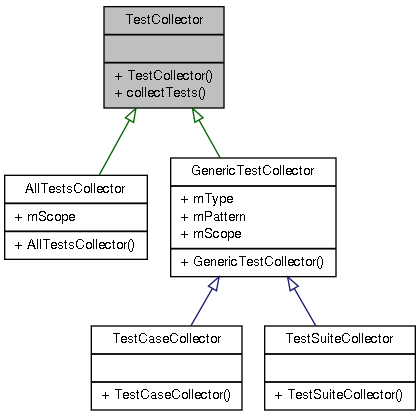 TestCollector
+ TestCollector()
+ collectTests()
AllTestsCollector
+ mScope
+ AllTestsCollector()
GenericTestCollector
+ mType
+ mPattern
+ mScope
+ GenericTestCollector()
TestCaseCollector
+ TestCaseCollector()
TestSuiteCollector
+ TestSuiteCollector()